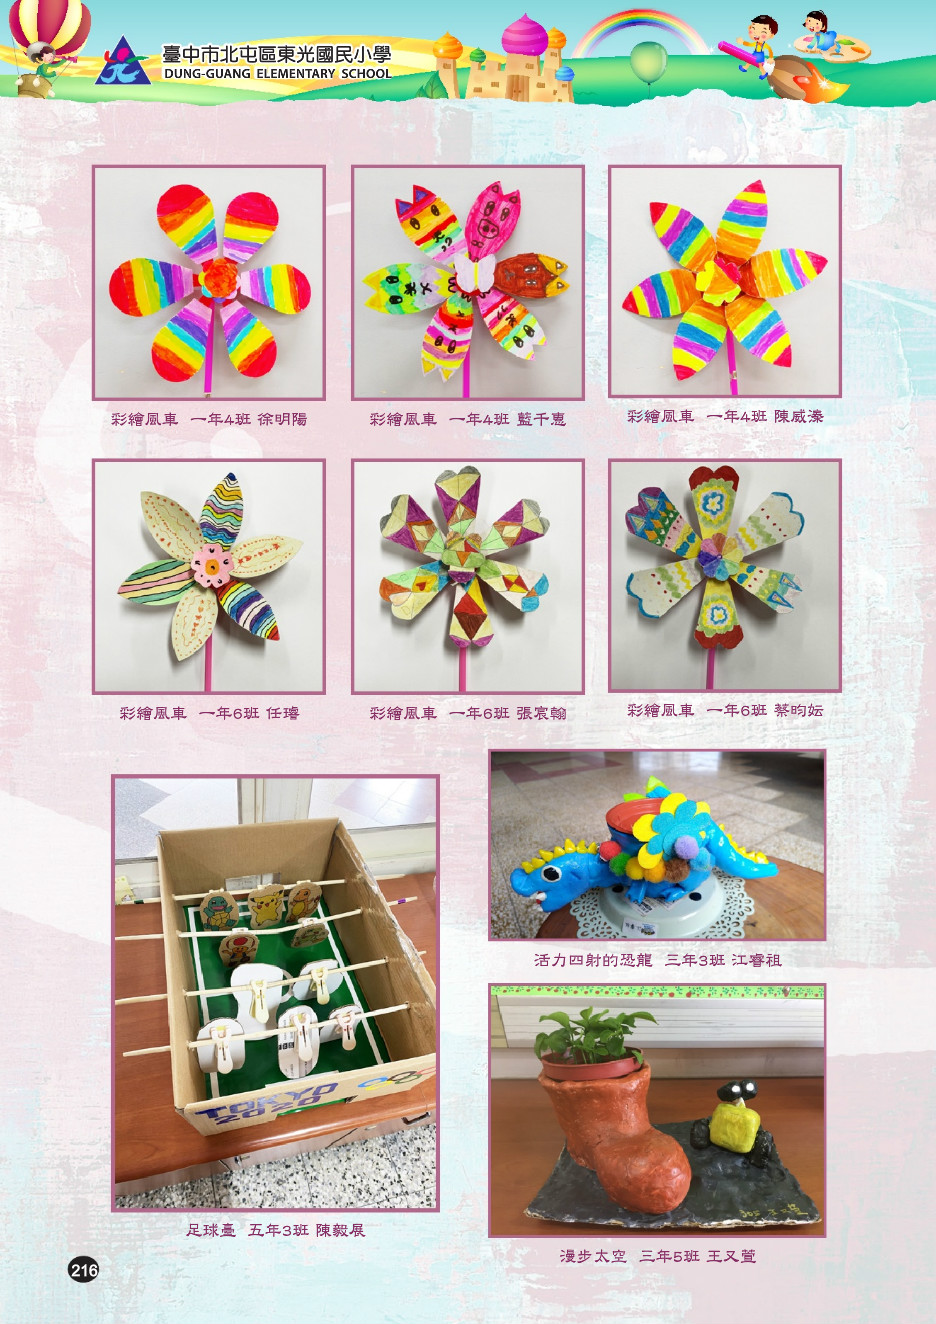 臺中市北屯區東光國民小學
DUNG-GUANG ELEMENTARY SCHOOL
彩繪風車 一年4班 徐明陽
彩繪風車 一年4班 藍千惠
彩繪風車 一年4班 陳威溱
彩繪風車 一年6班 任璿
彩繪風車 一年6班 張宸翰
彩繪風車 一年6班 蔡昀妘
活力四射的恐龍 三年3班 江睿祖
TOKYO
2020
足球臺 五年3班 陳毅展
漫步太空 三年5班 王又萱
216